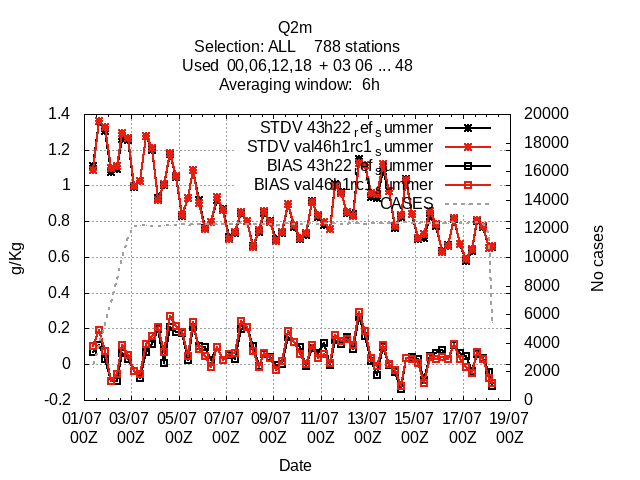 Q2m
Selection: ALL 788 stations
Used 00,06,12,18 + 03 06 ... 48
Averaging window: 6h
1.4
1.2
1
0.8
0.6
0.4
0.2
0
-0.2
g/Kg
STDV 43h22refsummer
STDV val46h1rc1summer
BIAS 43h22refsummer
BIAS val46h1rc1summer
CASES
20000
18000
16000
14000
12000
10000
8000
6000
4000
2000
0
No cases
01/07 03/07 05/07 07/07 09/07 11/07 13/07 15/07 17/07 19/07
00Z 00Z 00Z 00Z 00Z 00Z 00Z 00Z 00Z 00Z
Date